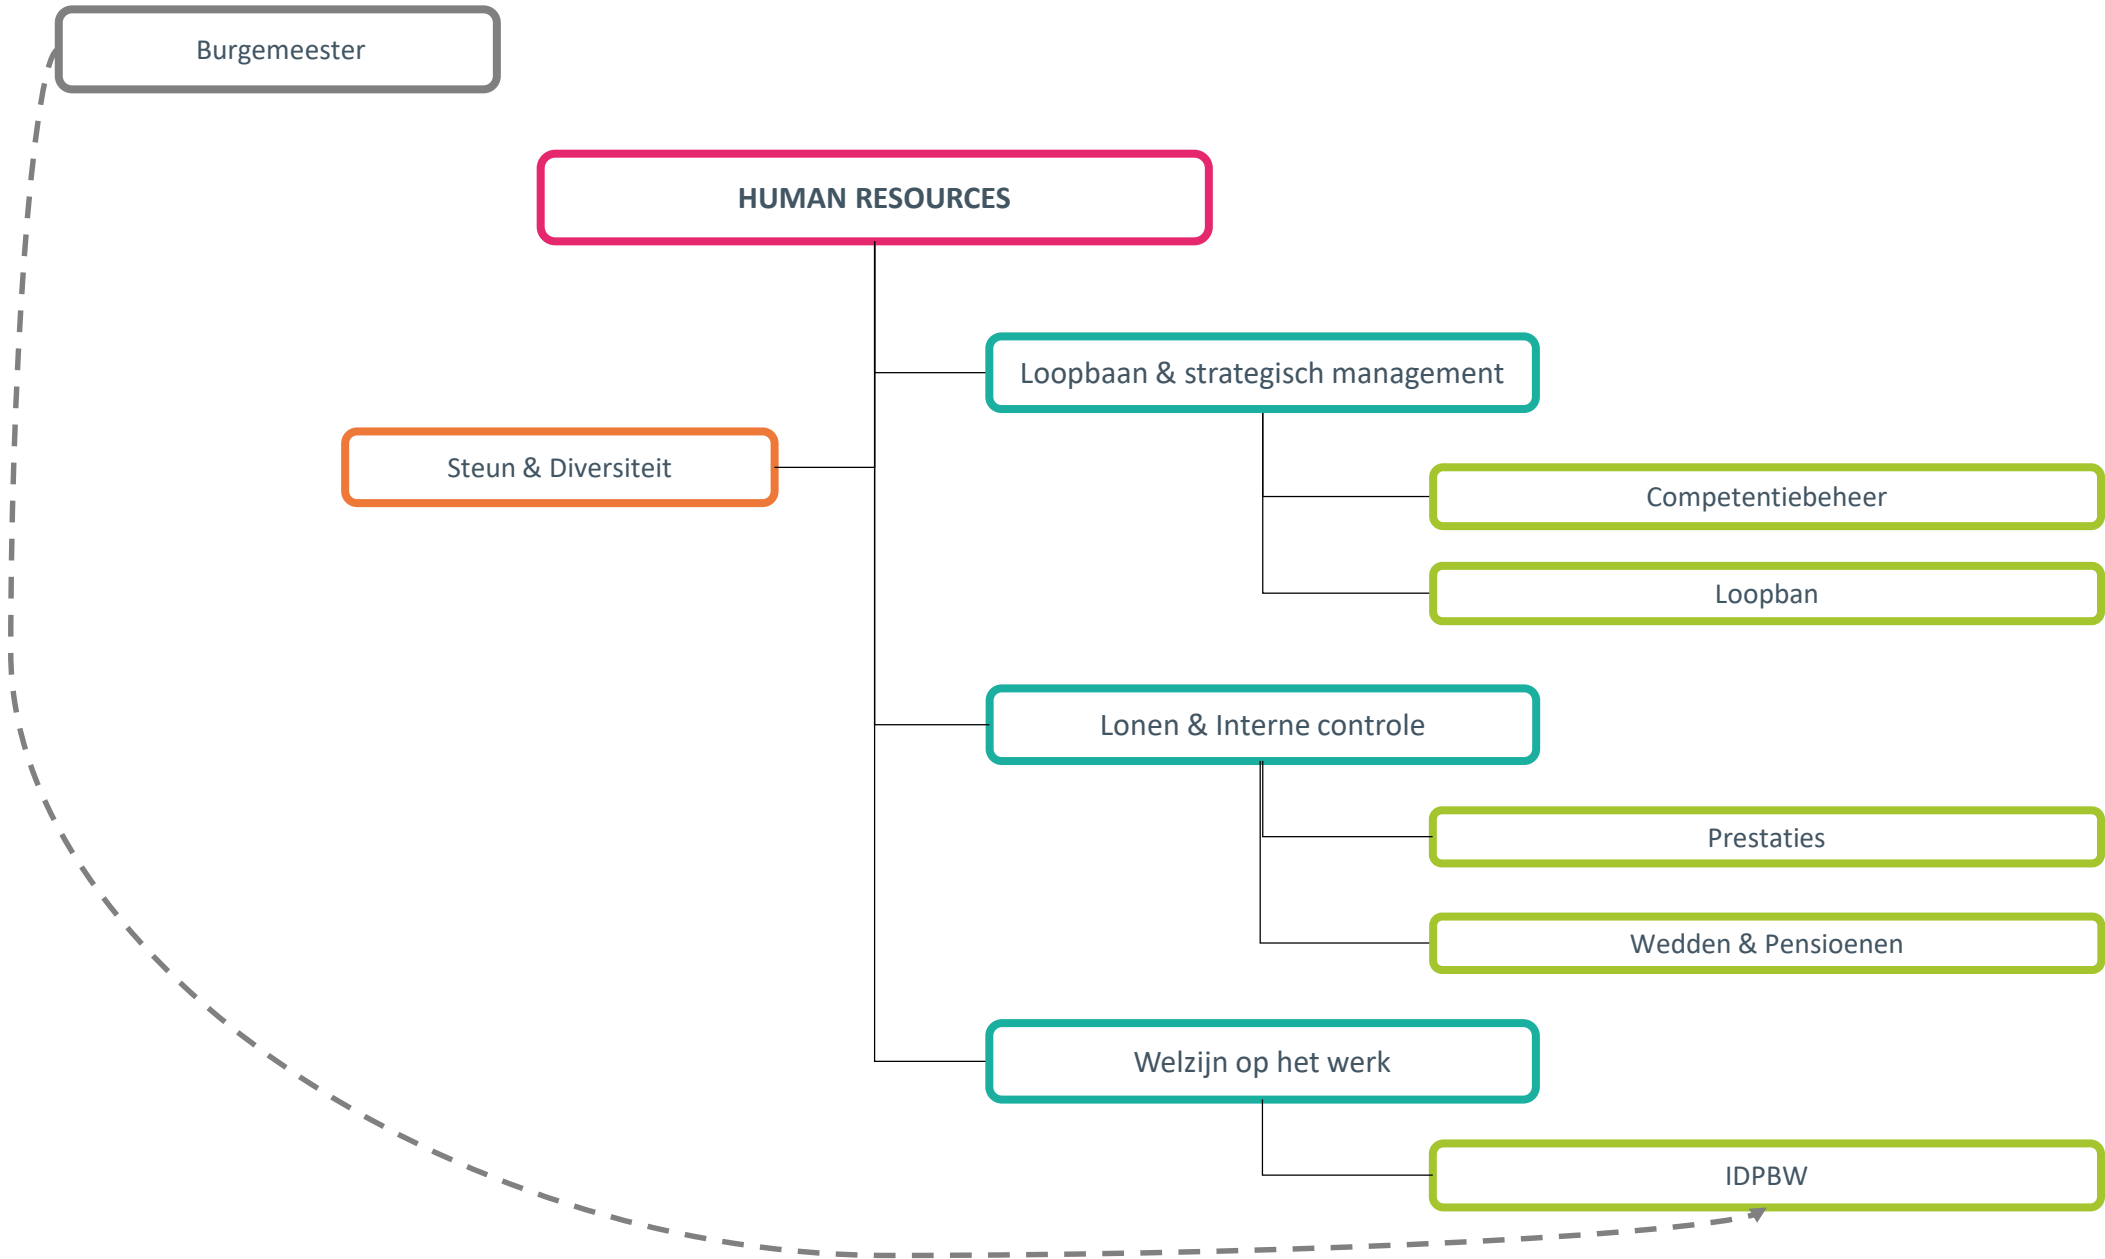 Burgemeester
HUMAN RESOURCES
Loopbaan & strategisch management
Steun & Diversiteit
Competentiebeheer
Loopban
Lonen & Interne controle
Prestaties
Wedden & Pensioenen
Welzijn op het werk
IDPBW